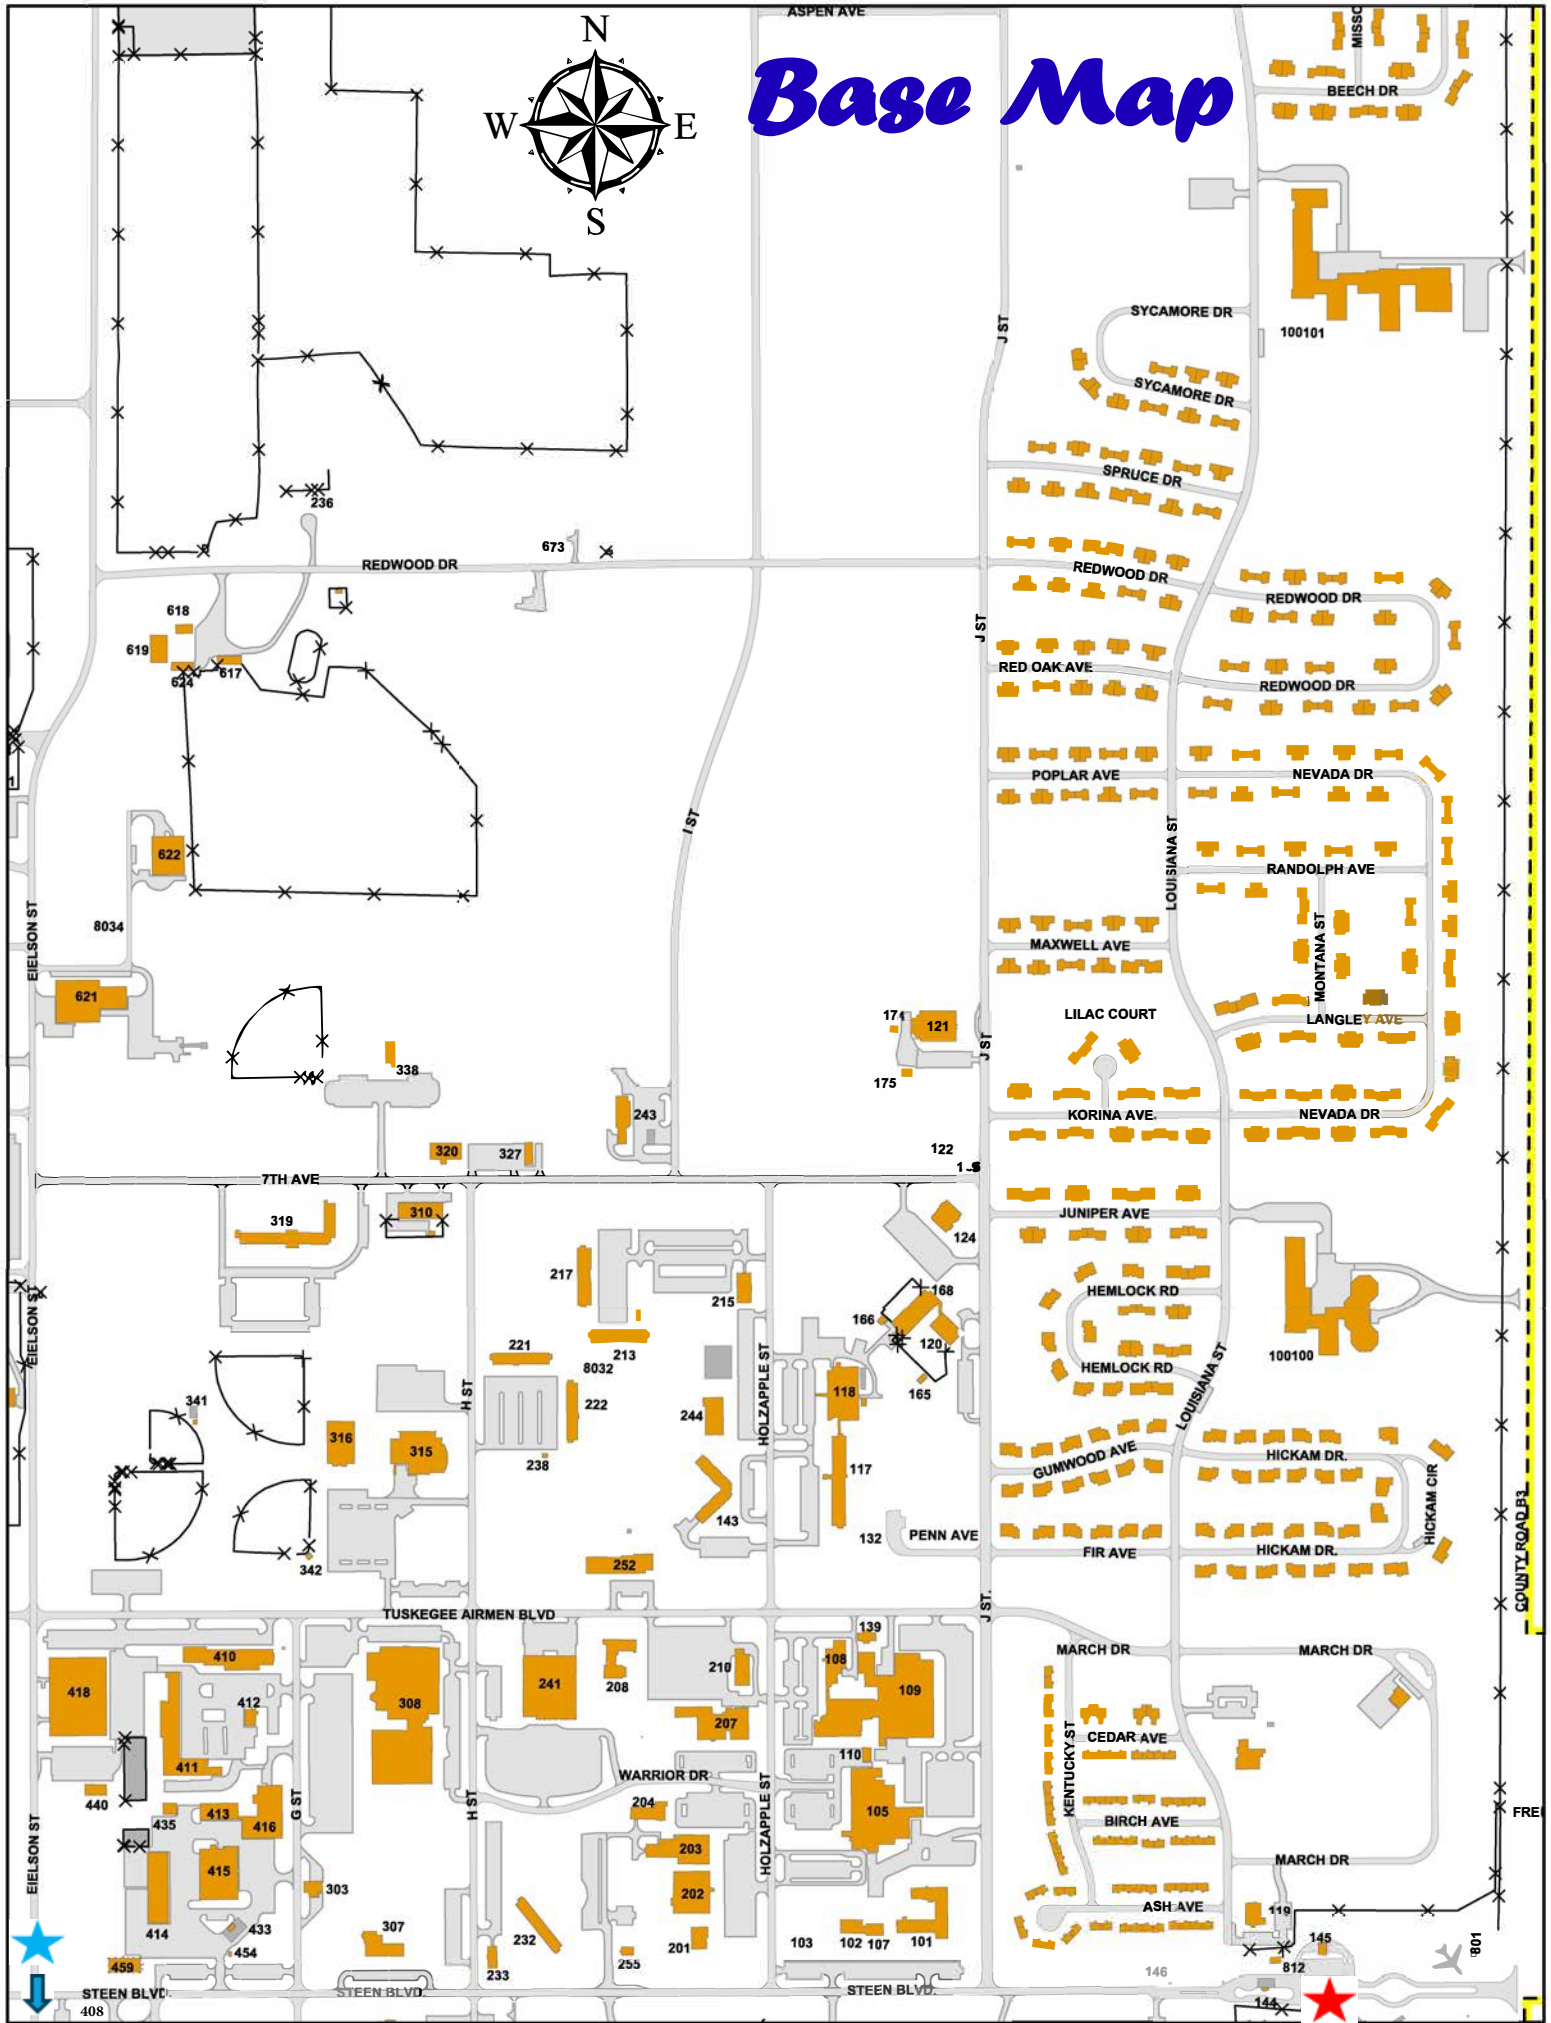 ASPEN AVE
MISSO
N
Base Map
W
E
S
BEECH DR
SYCAMORE DR
J ST
100101
SYCAMORE DR
SPRUCE DR
236
673
REDWOOD DR
REDWOOD DR
REDWOOD DR
618
J ST
619
617
624
RED OAK AVE
REDWOOD DR
POPLAR AVE
NEVADA DR
1
I ST
LOUISIANA ST
622
RANDOLPH AVE
8034
EIELSON ST
MAXWELL AVE
MONTANA ST
621
LILAC COURT
174
121
LANGLEY AVE
J ST
338
175
243
KORINA AVE.
NEVADA DR
320
327
122
7TH AVE
319
310
JUNIPER AVE
124
217
215
168
HEMLOCK RD
EIELSON ST
166
120
221
213
8032
100100
HEMLOCK RD
H ST
222
HOLZAPPLE ST
118
165
LOUISIANA ST
341
244
316
315
238
GUMWOOD AVE
HICKAM DR.
117
HICKAM CIR
143
COUNTY ROAD B3
132
PENN AVE
342
252
FIR AVE
HICKAM DR.
J ST.
TUSKEGEE AIRMEN BLVD
139
MARCH DR
MARCH DR
410
108
210
418
241
208
109
412
308
207
KENTUCKY ST
CEDAR AVE
110
411
WARRIOR DR
440
G ST
H ST
HOLZAPPLE ST
204
105
435
413
416
FRE
BIRCH AVE
EIELSON ST
203
415
MARCH DR
303
202
ASH AVE
119
414
433
307
232
201
103
102
107
101
145
801
454
459
233
255
812
146
STEEN BLVD.
STEEN BLVD.
STEEN BLVD.
144
408